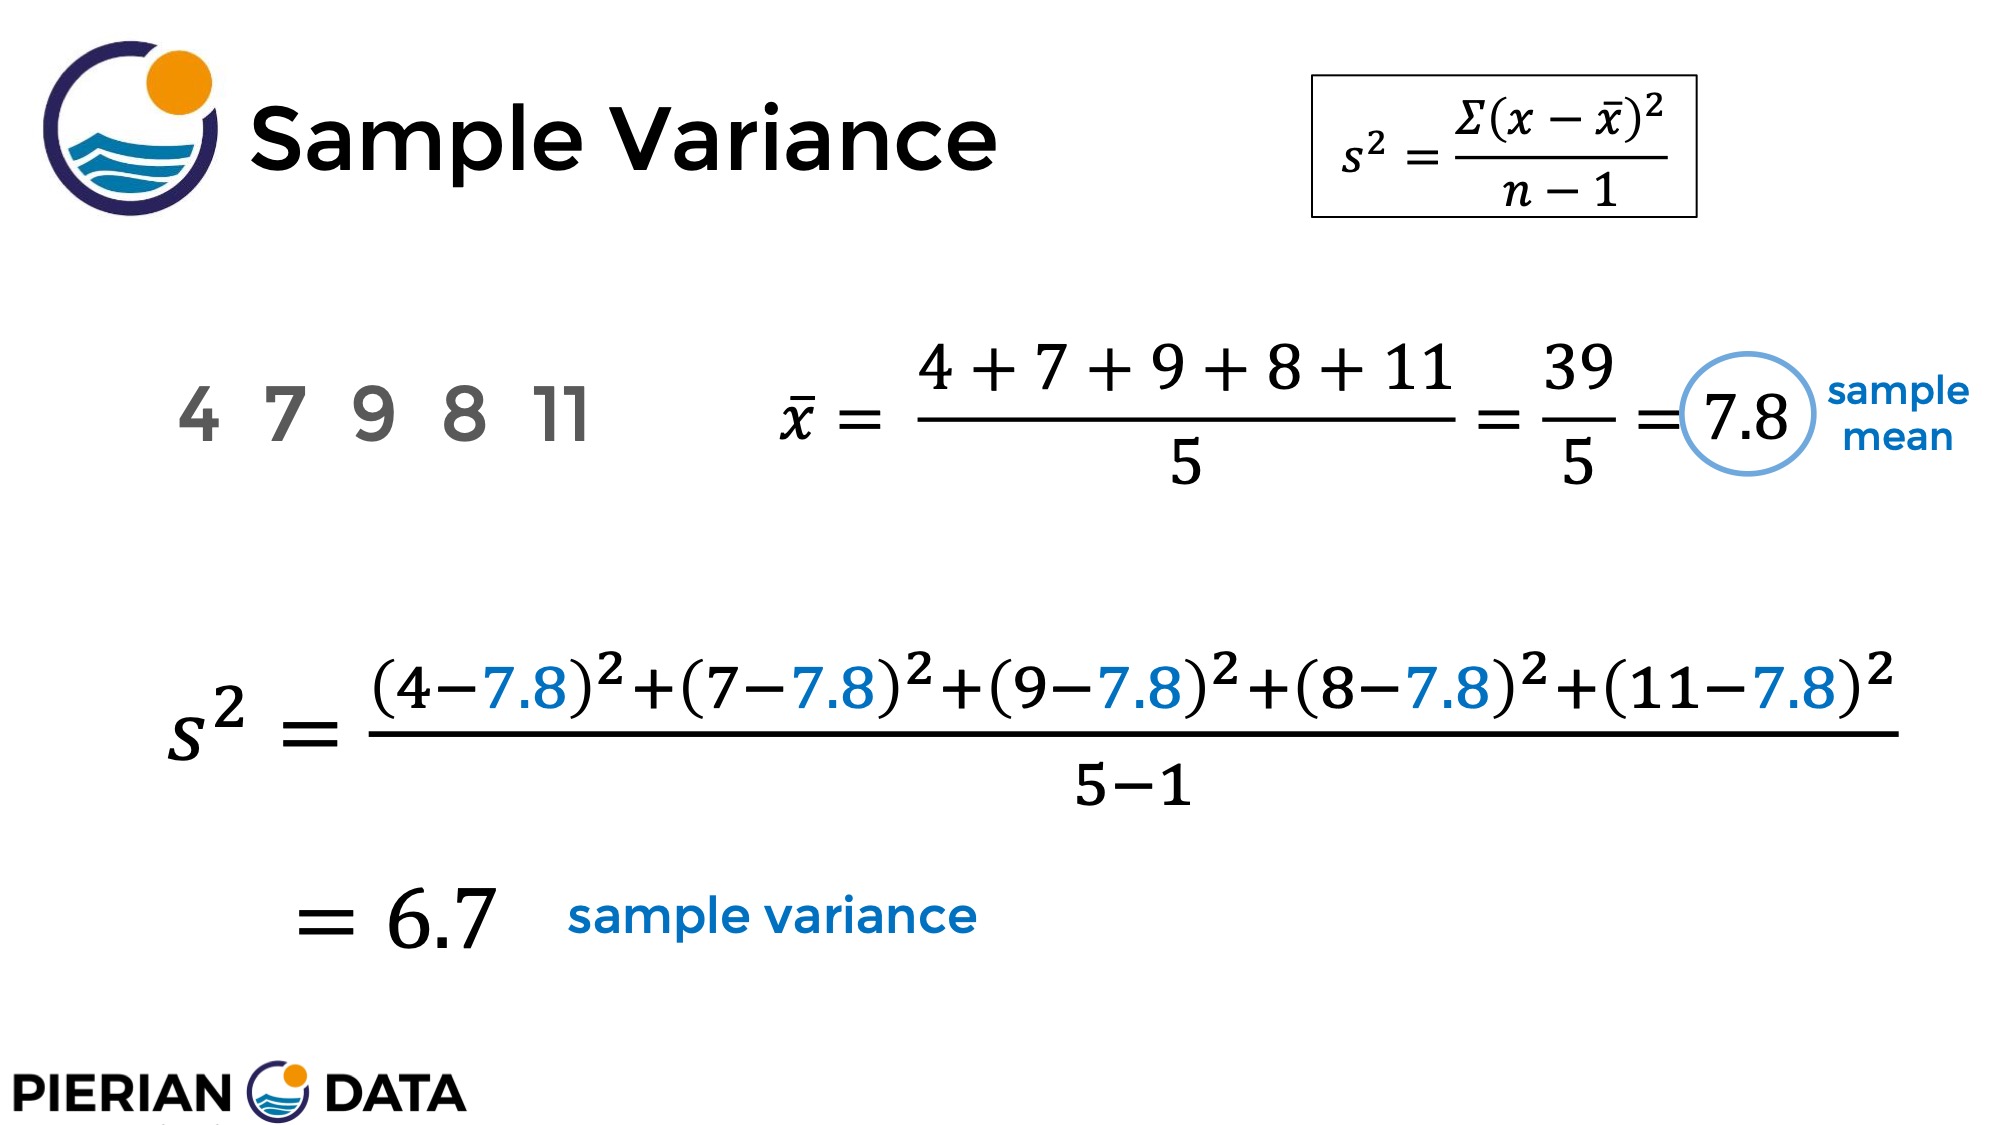 Sample Variance
s² = Σ(x − x̄)² / n − 1
4 7 9 8 11
x̄ = 4 + 7 + 9 + 8 + 11 / 5 = 39 / 5 = 7.8
sample
mean
s² = (4−7.8)²+(7−7.8)²+(9−7.8)²+(8−7.8)²+(11−7.8)² / 5−1
= 6.7 sample variance
PIERIAN DATA